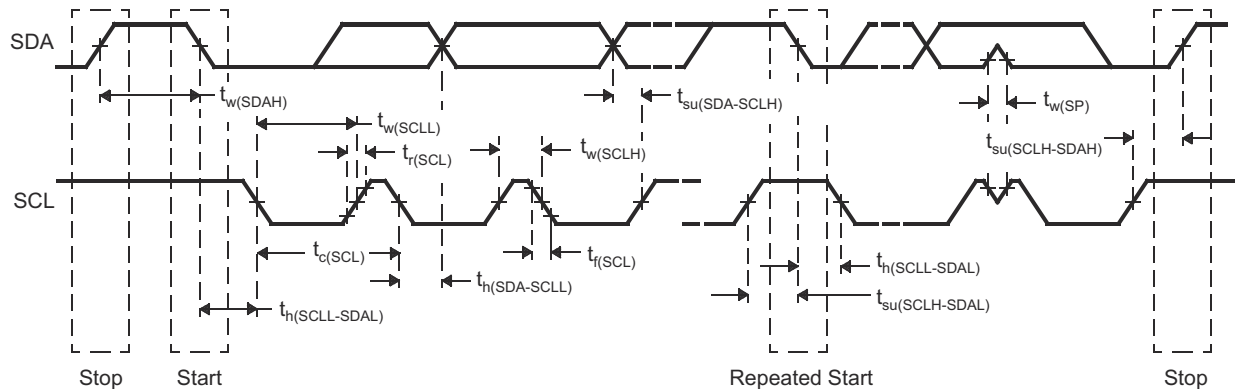 SDA
tw(SDAH)
tsu(SDA-SCLH)
tw(SP)
tw(SCLL)
tr(SCL)
tw(SCLH)
tsu(SCLH-SDAH)
SCL
tc(SCL)
tf(SCL)
th(SDA-SCLL)
th(SCLL-SDAL)
th(SCLL-SDAL)
tsu(SCLH-SDAL)
Stop
Start
Repeated Start
Stop